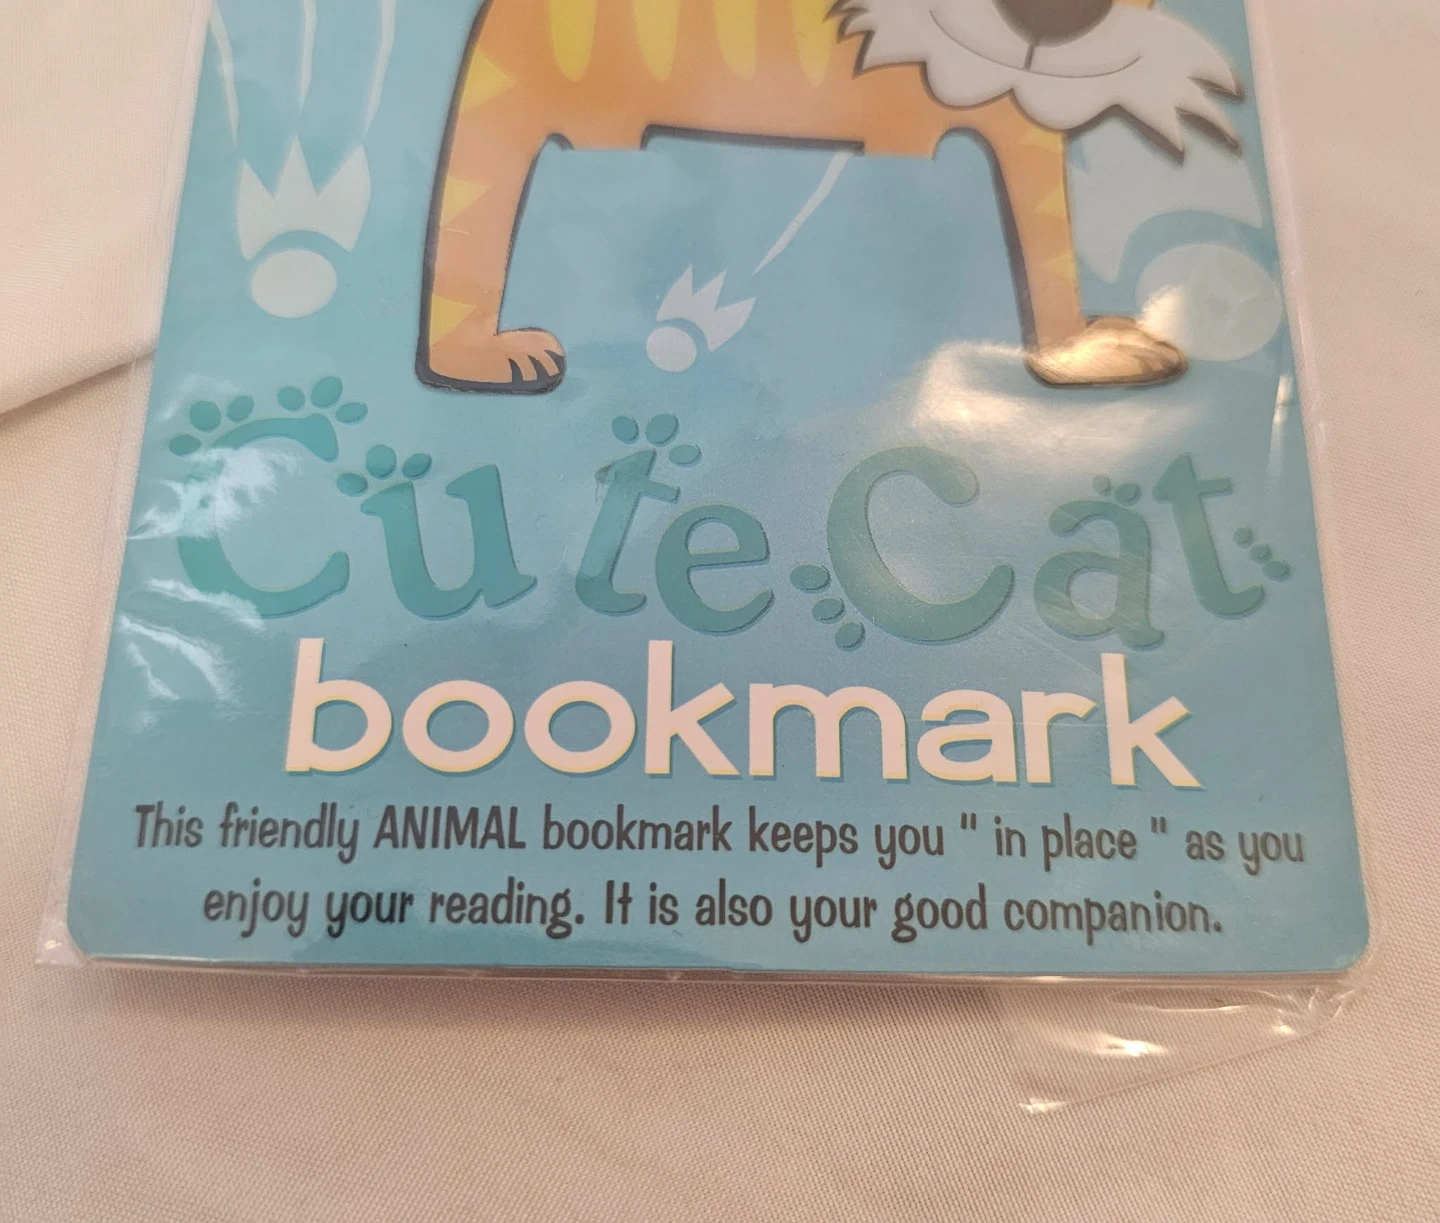 Cute Cat
bookmark
This friendly ANIMAL bookmark keeps you " in place " as you
enjoy your reading. It is also your good companion.